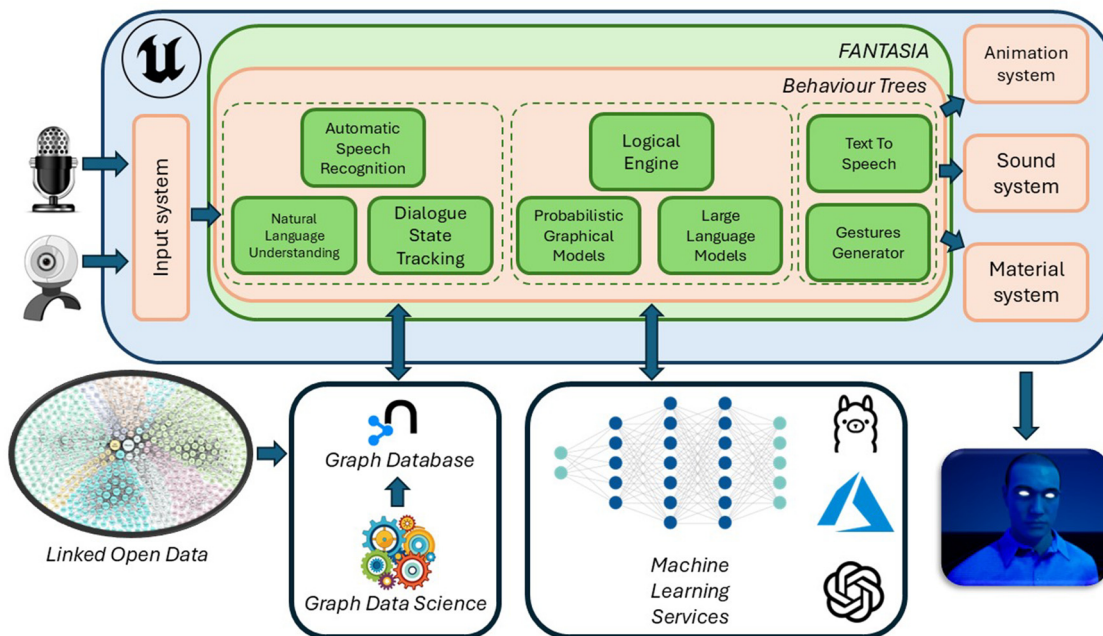 FANTASIA
Behaviour Trees
Input system
Automatic
Speech
Recognition
Natural
Language
Understanding
Dialogue
State
Tracking
Logical
Engine
Probabilistic
Graphical
Models
Large
Language
Models
Text To
Speech
Gestures
Generator
Animation
system
Sound
system
Material
system
Linked Open Data
Graph Database
Graph Data Science
Machine
Learning
Services